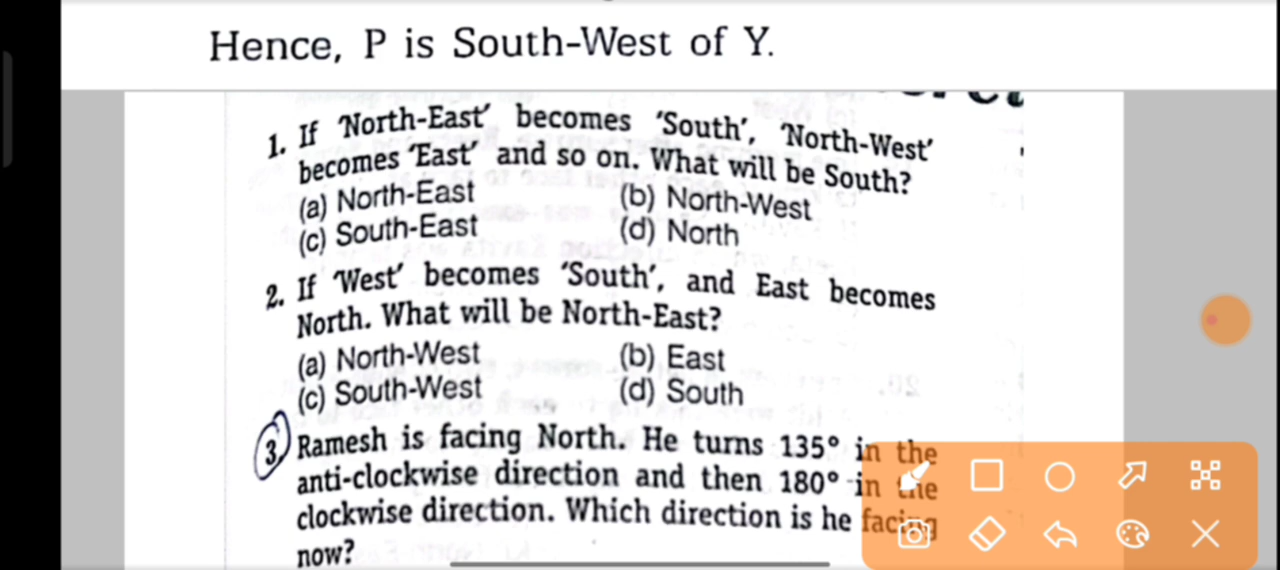 Hence, P is South-West of Y.
1. If 'North-East' becomes 'South', 'North-West'
becomes 'East' and so on. What will be South?
(a) North-East (b) North-West
(c) South-East (d) North
2. If 'West' becomes 'South', and East becomes
North. What will be North-East?
(a) North-West (b) East
(c) South-West (d) South
3. Ramesh is facing North. He turns 135° in the
anti-clockwise direction and then 180° in the
clockwise direction. Which direction is he facing
now?